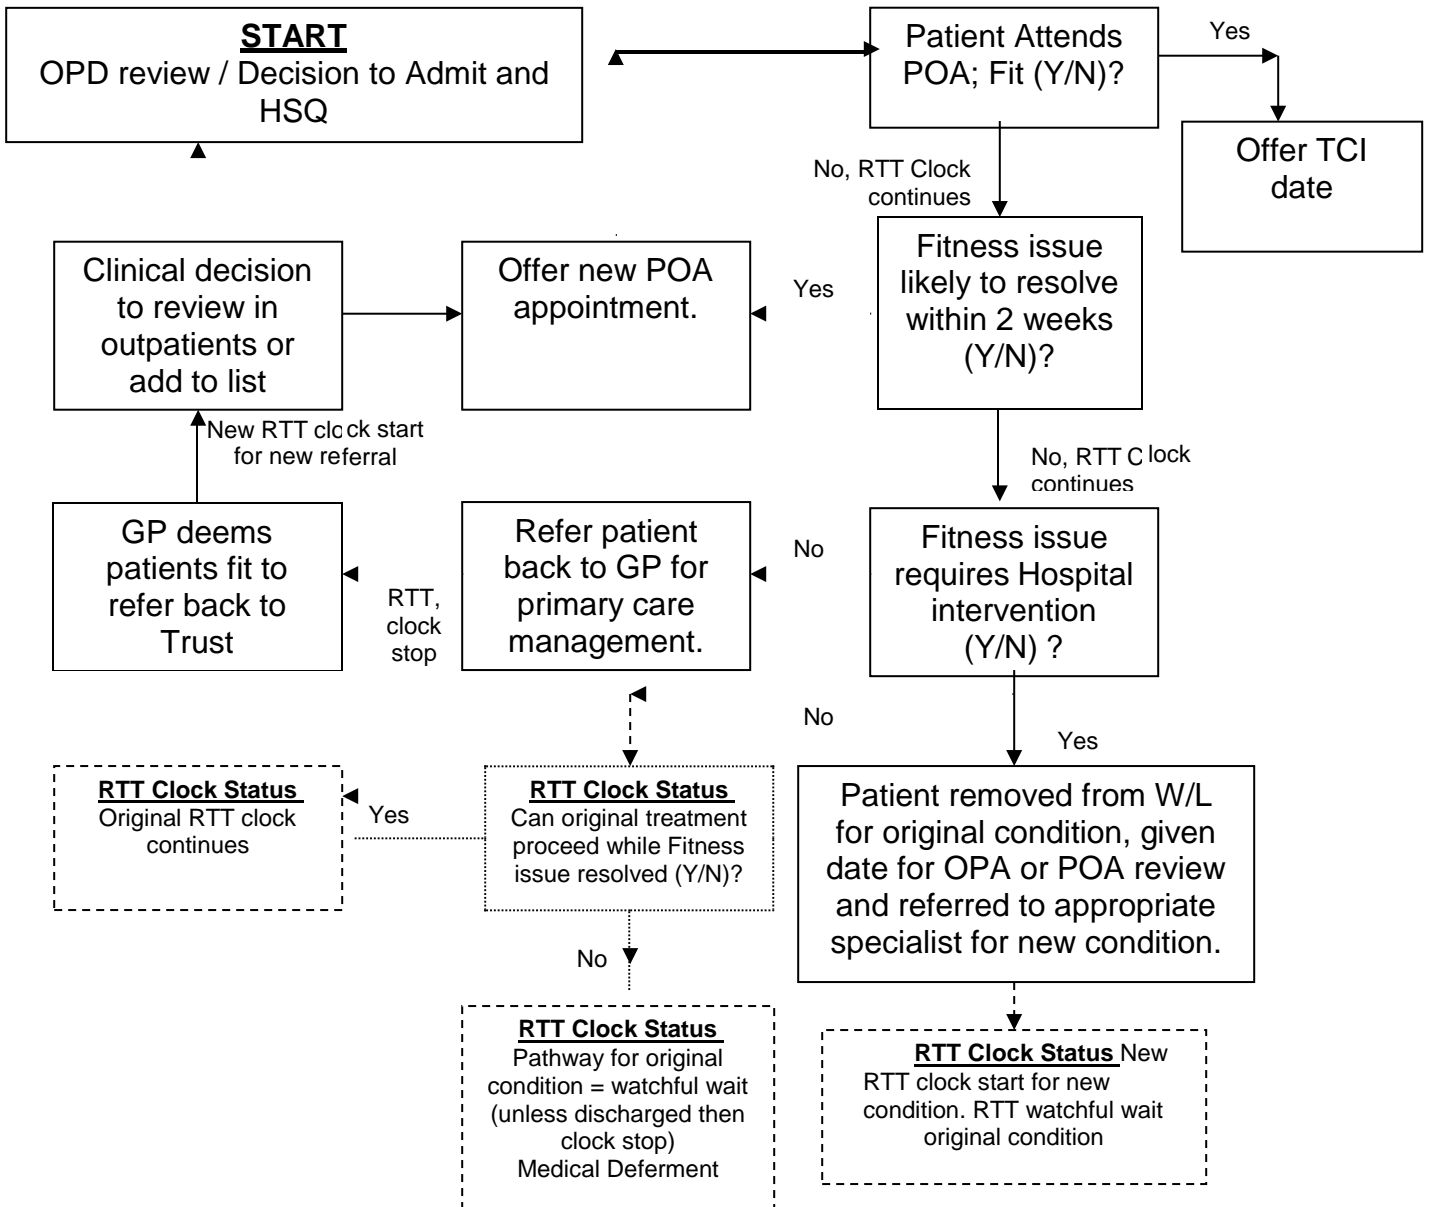 START
OPD review / Decision to Admit and
HSQ
Patient Attends
POA; Fit (Y/N)?
Yes
Offer TCI
date
No, RTT Clock
continues
Clinical decision
to review in
outpatients or
add to list
Offer new POA
appointment.
Yes
Fitness issue
likely to resolve
within 2 weeks
(Y/N)?
New RTT clock start
for new referral
No, RTT Clock
continues
GP deems
patients fit to
refer back to
Trust
RTT,
clock
stop
Refer patient
back to GP for
primary care
management.
No
Fitness issue
requires Hospital
intervention
(Y/N) ?
No
Yes
RTT Clock Status
Original RTT clock
continues
Yes
RTT Clock Status
Can original treatment
proceed while Fitness
issue resolved (Y/N)?
Patient removed from W/L
for original condition, given
date for OPA or POA review
and referred to appropriate
specialist for new condition.
No
RTT Clock Status
Pathway for original
condition = watchful wait
(unless discharged then
clock stop)
Medical Deferment
RTT Clock Status New
RTT clock start for new
condition. RTT watchful wait
original condition